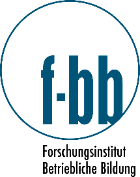 f-bb
Forschungsinstitut
Betriebliche Bildung